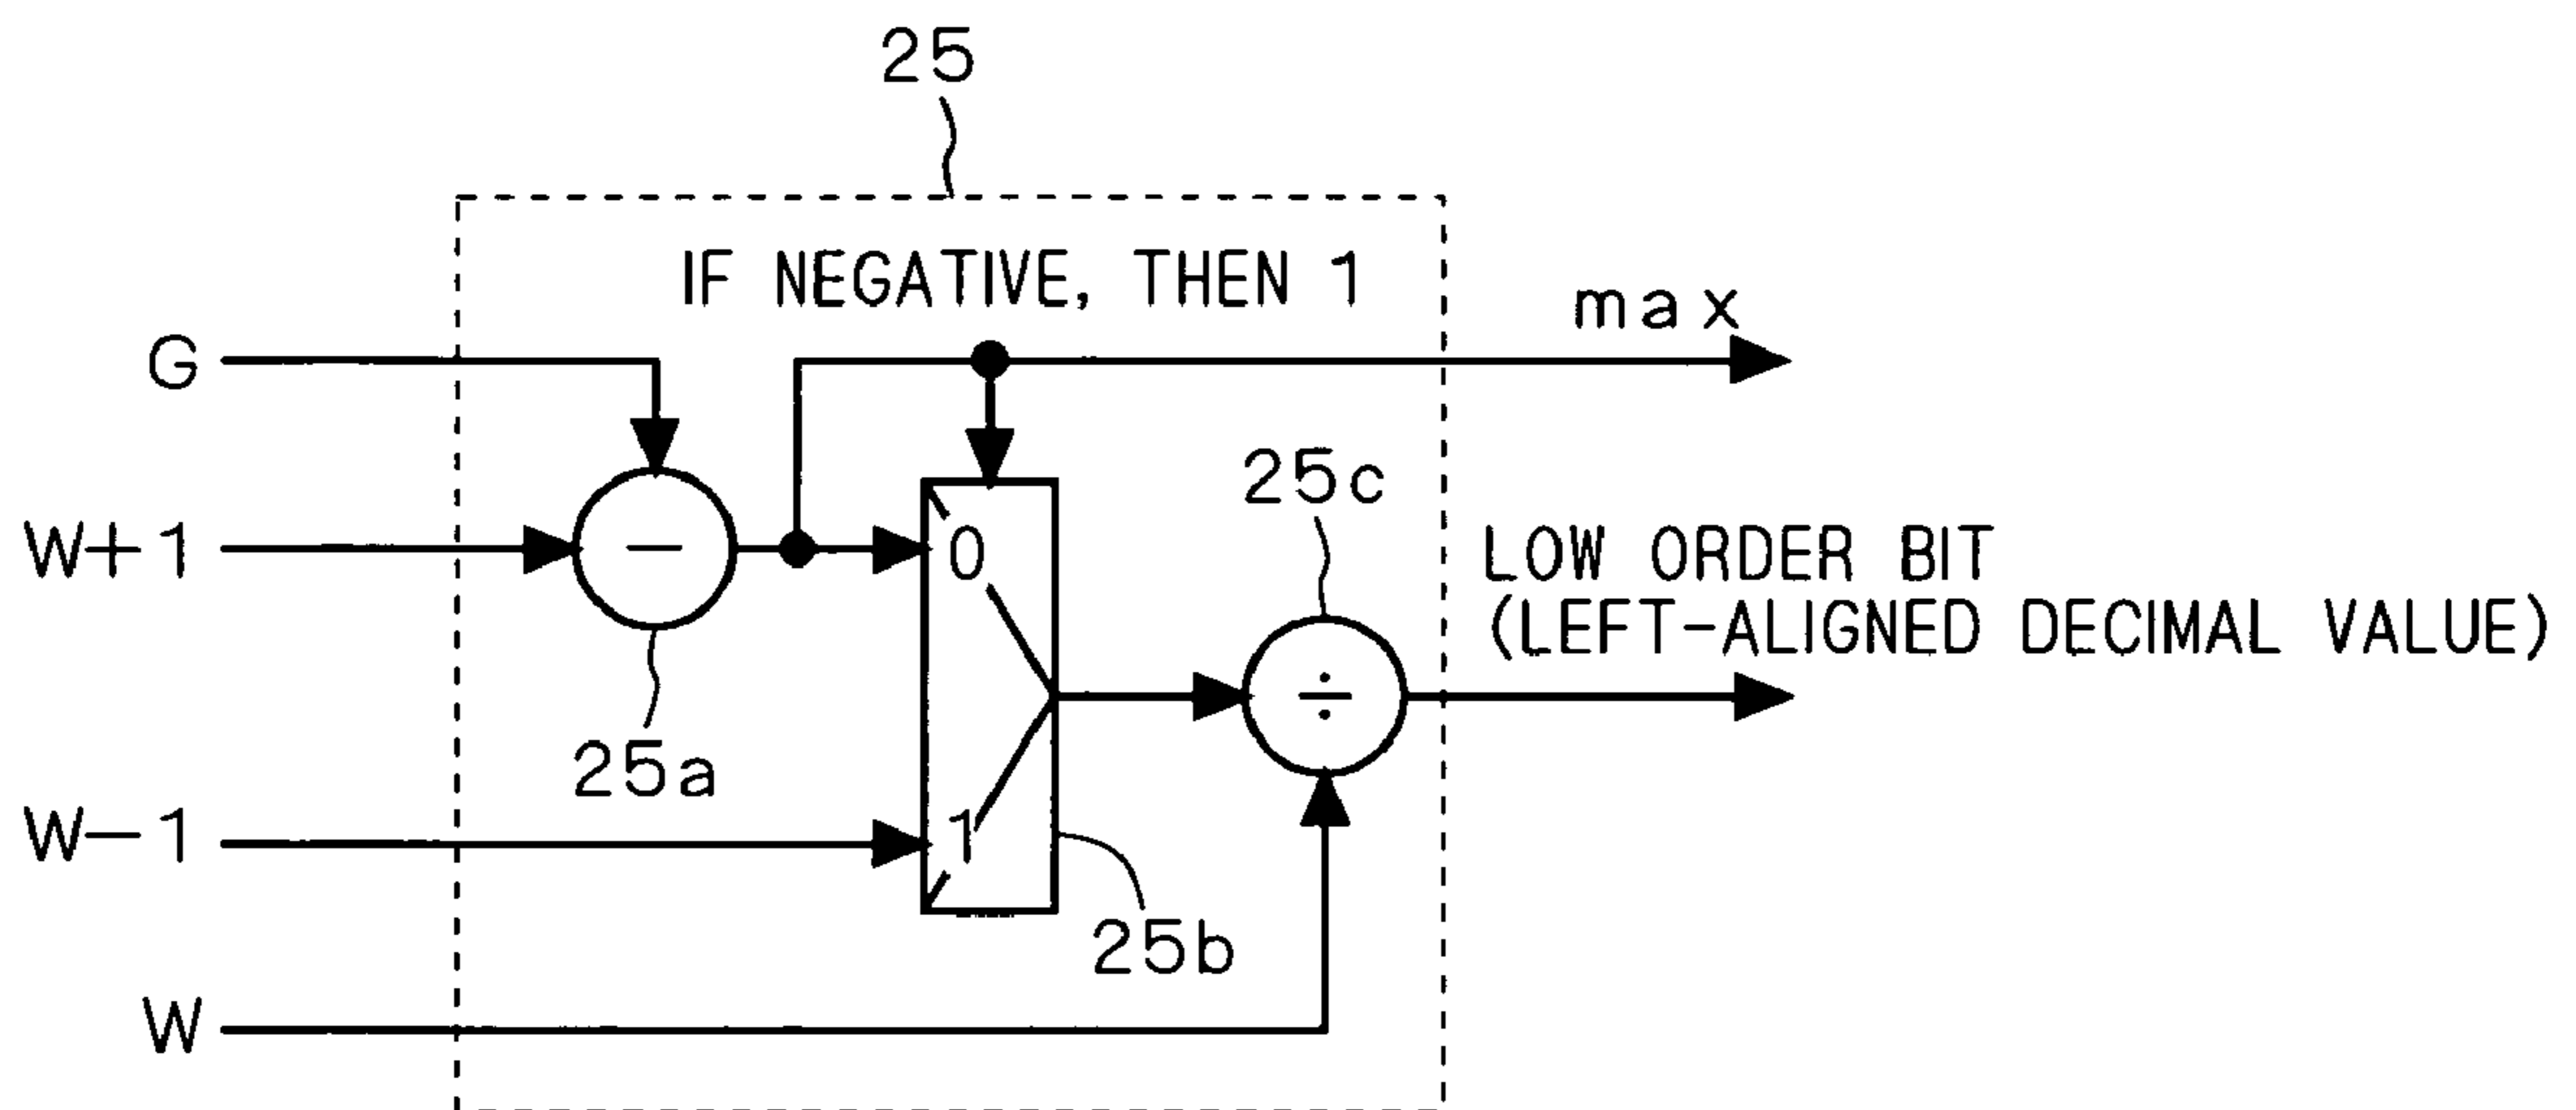 25
IF NEGATIVE, THEN 1
max
G
−
0
25c
W+1
÷
LOW ORDER BIT
(LEFT-ALIGNED DECIMAL VALUE)
25a
W−1
1
25b
W